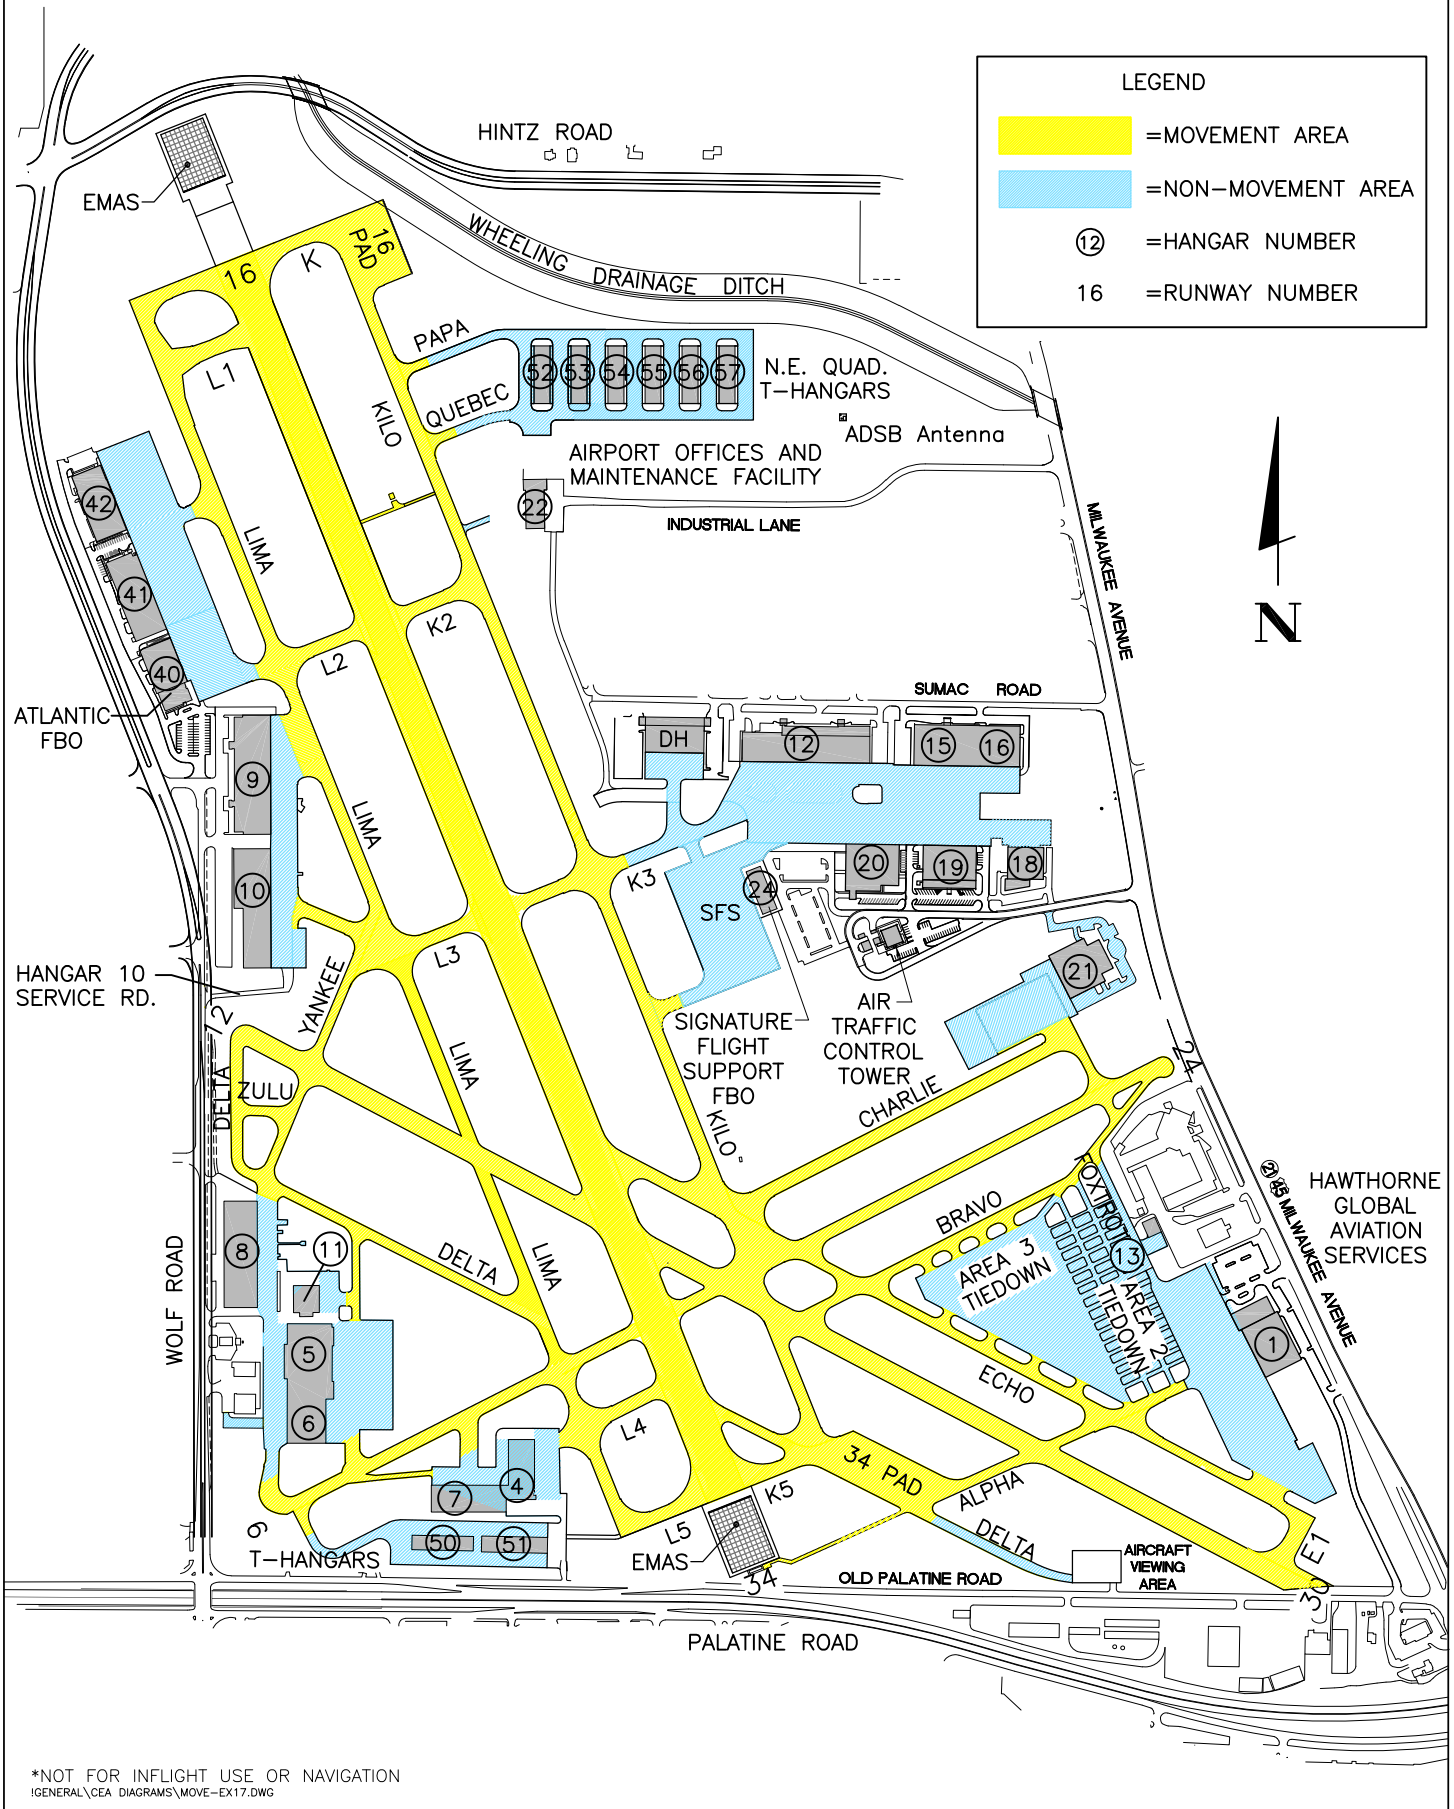 LEGEND
=MOVEMENT AREA
=NON-MOVEMENT AREA
12 =HANGAR NUMBER
16 =RUNWAY NUMBER
HINTZ ROAD
EMAS
WHEELING DRAINAGE DITCH
16
K
16
PAD
PAPA
L1
KILO
QUEBEC
52
53
54
55
56
57
N.E. QUAD.
T-HANGARS
ADSB Antenna
AIRPORT OFFICES AND
MAINTENANCE FACILITY
22
INDUSTRIAL LANE
MILWAUKEE AVENUE
N
42
41
40
LIMA
K2
L2
ATLANTIC
FBO
SUMAC ROAD
DH
12
15
16
9
LIMA
10
20
19
18
K3
24
SFS
L3
YANKEE
HANGAR 10
SERVICE RD.
12
21
SIGNATURE
FLIGHT
SUPPORT
FBO
AIR
TRAFFIC
CONTROL
TOWER
24
LIMA
ZULU
DELTA
CHARLIE
KILO
FOXTROT
2145 MILWAUKEE AVENUE
HAWTHORNE
GLOBAL
AVIATION
SERVICES
WOLF ROAD
8
11
DELTA
LIMA
BRAVO
13
AREA 3
TIEDOWN
AREA 2
TIEDOWN
1
5
6
ECHO
L4
34 PAD
K5
ALPHA
4
7
50
51
6
T-HANGARS
L5
EMAS
34
DELTA
E1
30
AIRCRAFT
VIEWING
AREA
OLD PALATINE ROAD
PALATINE ROAD
*NOT FOR INFLIGHT USE OR NAVIGATION
!GENERAL\CEA DIAGRAMS\MOVE-EX17.DWG